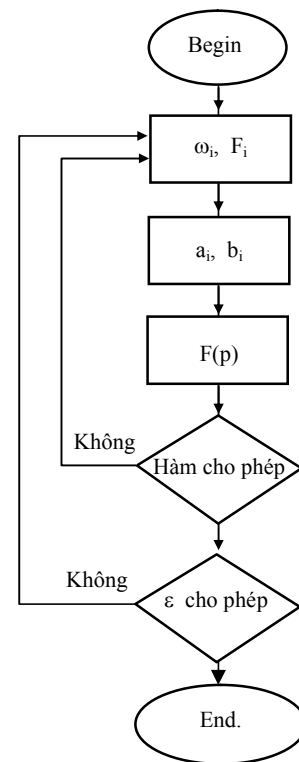 Begin
ωᵢ, Fᵢ
aᵢ, bᵢ
F(p)
Không
Hàm cho phép
Không
ε cho phép
End.